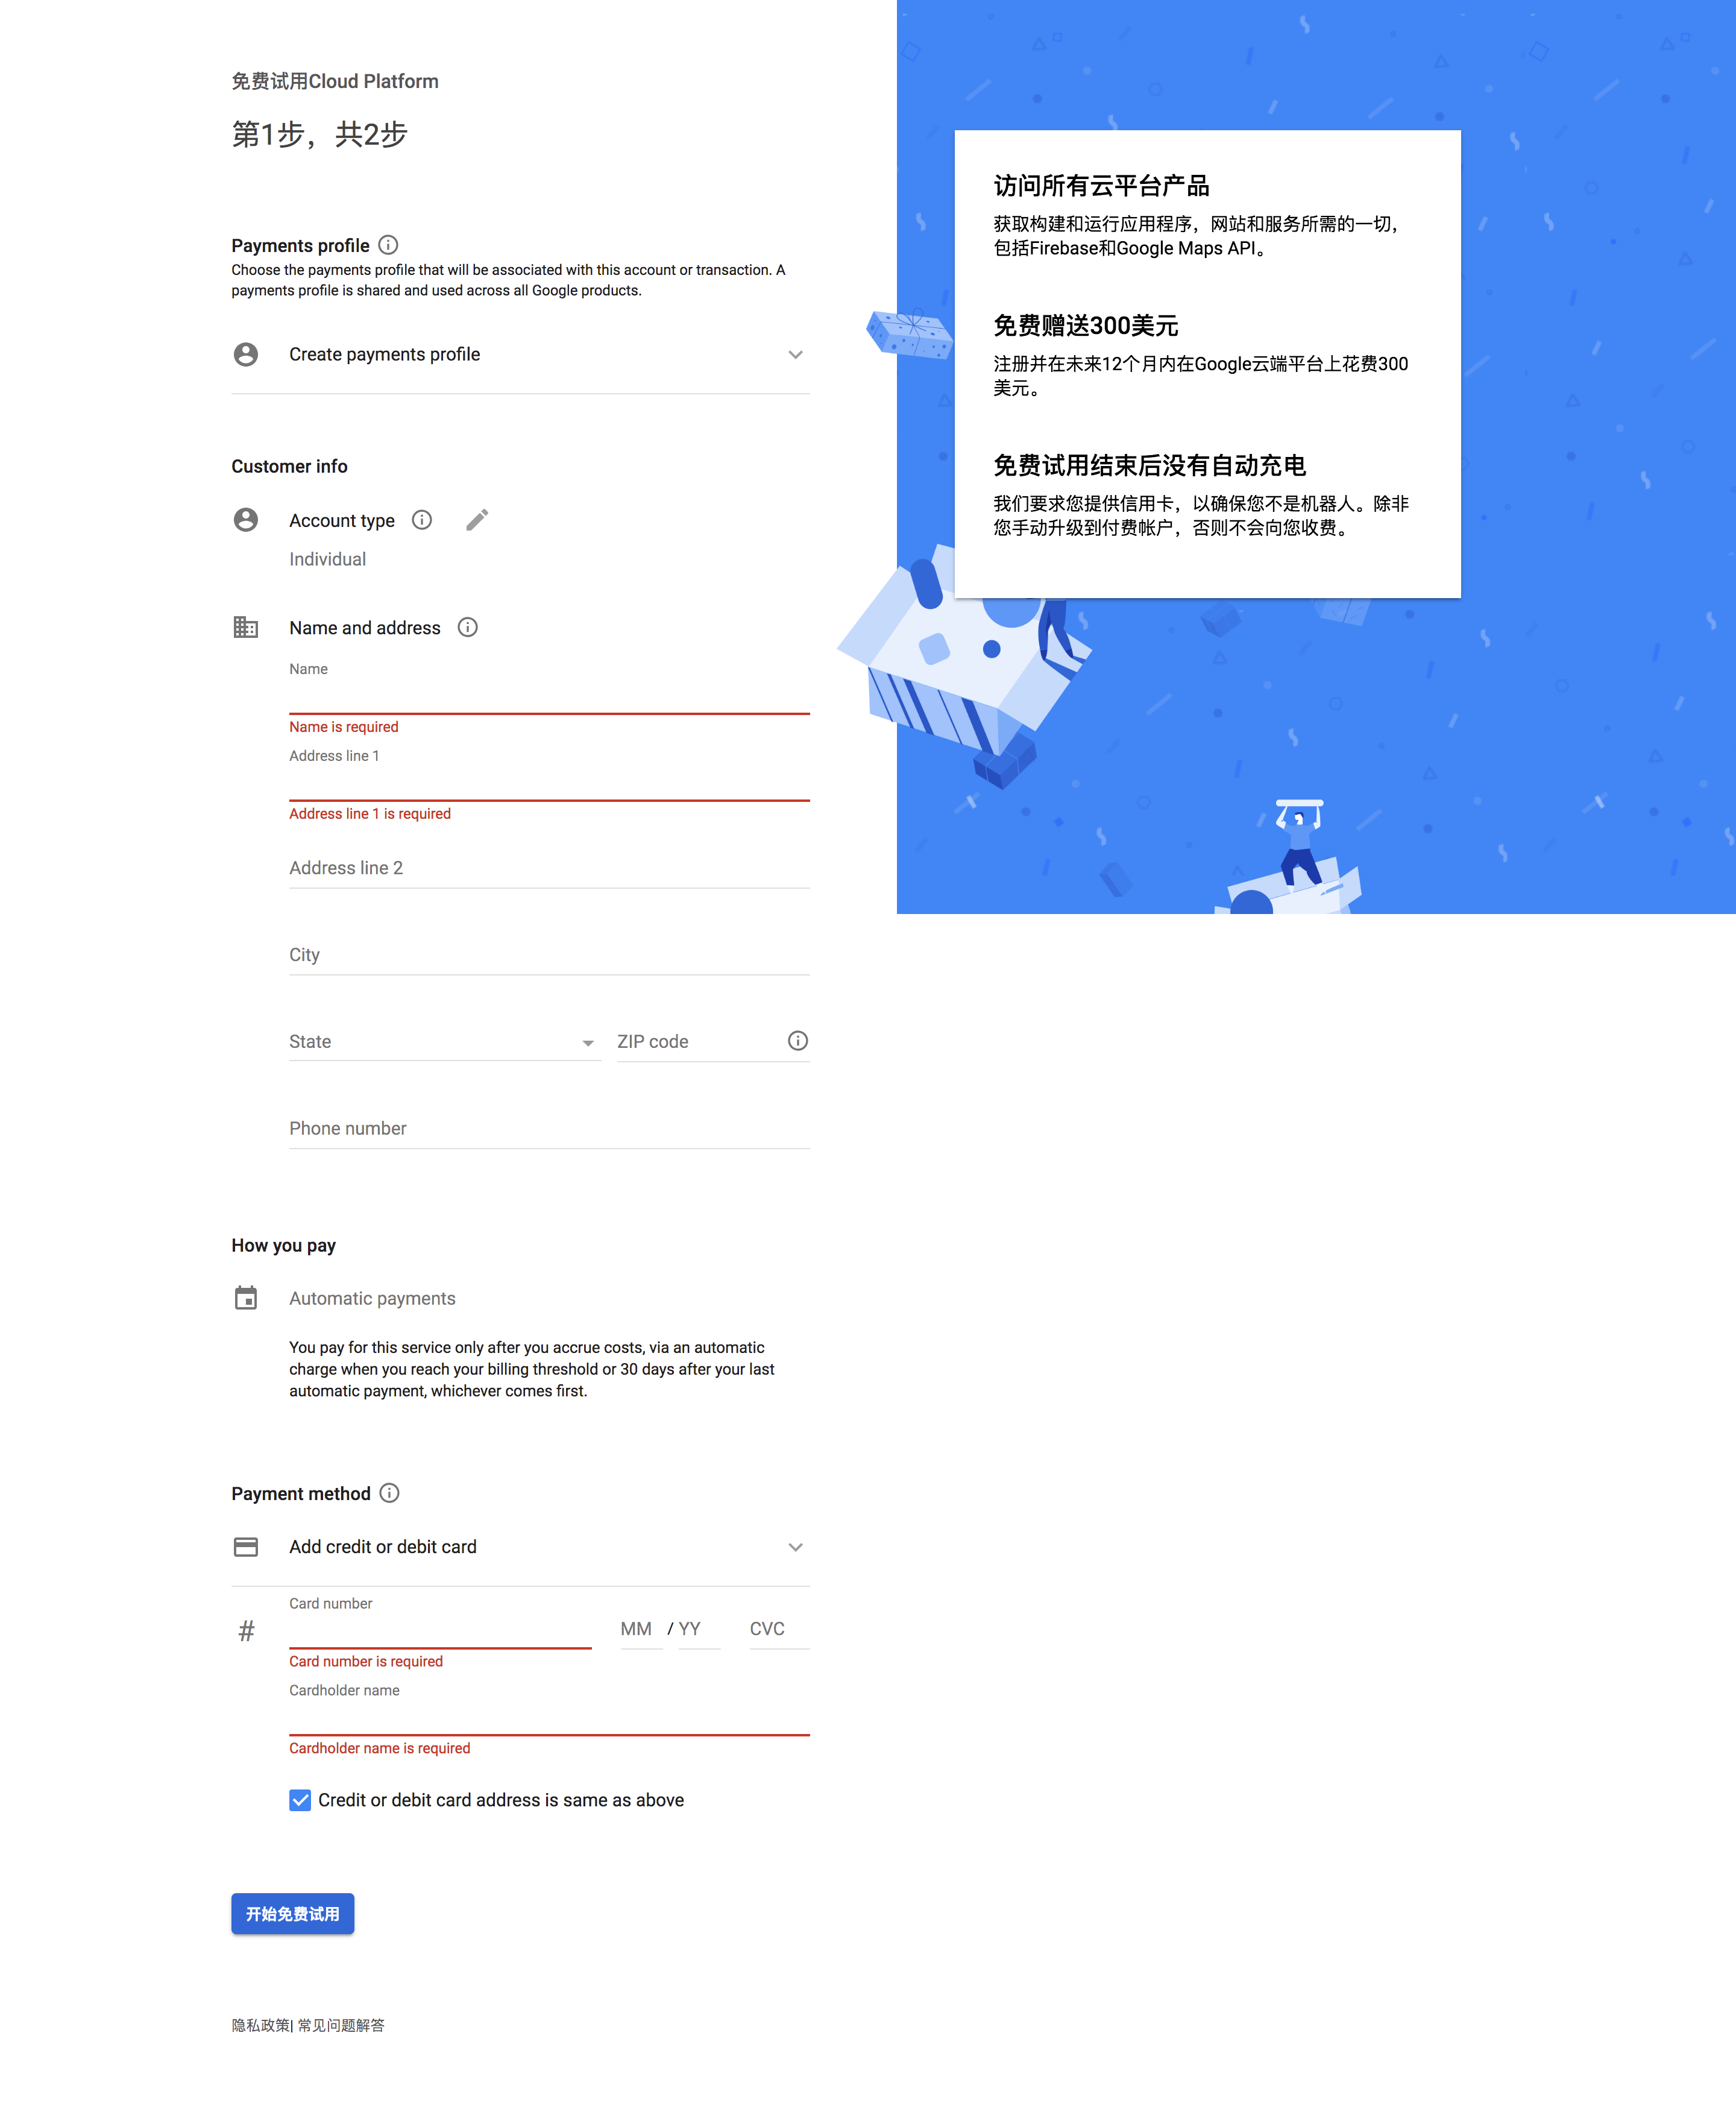 免费试用Cloud Platform
第1步，共2步
Payments profile
Choose the payments profile that will be associated with this account or transaction. A
payments profile is shared and used across all Google products.
Create payments profile
Customer info
Account type
Individual
Name and address
Name
Name is required
Address line 1
Address line 1 is required
Address line 2
City
State
ZIP code
Phone number
How you pay
Automatic payments
You pay for this service only after you accrue costs, via an automatic
charge when you reach your billing threshold or 30 days after your last
automatic payment, whichever comes first.
Payment method
Add credit or debit card
Card number
# MM / YY CVC
Card number is required
Cardholder name
Cardholder name is required
Credit or debit card address is same as above
开始免费试用
隐私政策| 常见问题解答
访问所有云平台产品
获取构建和运行应用程序，网站和服务所需的一切，
包括Firebase和Google Maps API。
免费赠送300美元
注册并在未来12个月内在Google云端平台上花费300
美元。
免费试用结束后没有自动充电
我们要求您提供信用卡，以确保您不是机器人。除非
您手动升级到付费帐户，否则不会向您收费。